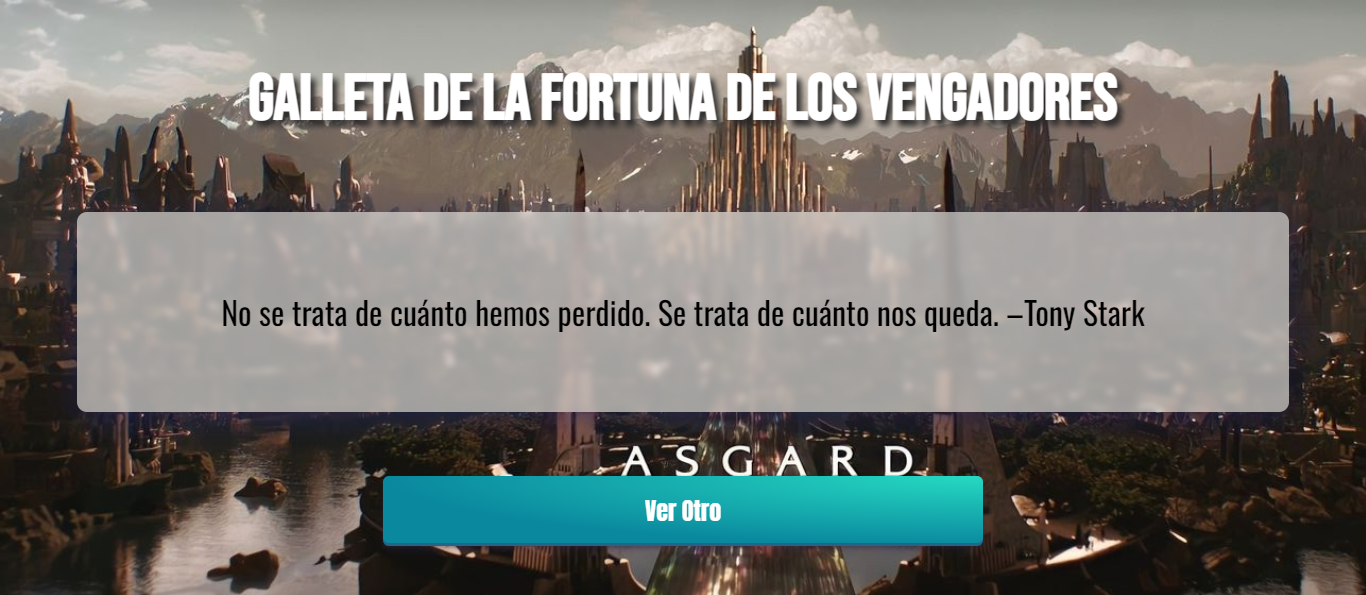 GALLETA DE LA FORTUNA DE LOS VENGADORES
No se trata de cuánto hemos perdido. Se trata de cuánto nos queda. –Tony Stark
ASGARD
Ver Otro